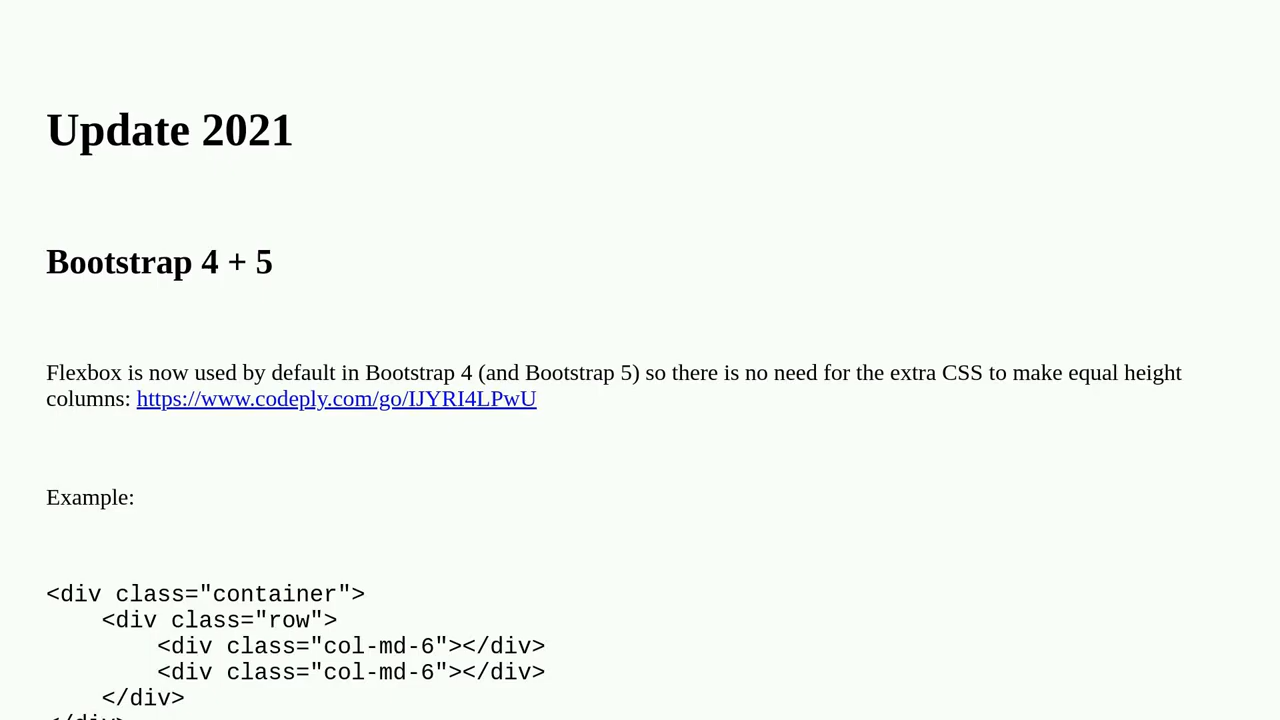 Update 2021
Bootstrap 4 + 5
Flexbox is now used by default in Bootstrap 4 (and Bootstrap 5) so there is no need for the extra CSS to make equal height
columns: https://www.codeply.com/go/IJYRI4LPwU
Example:
<div class="container">
    <div class="row">
        <div class="col-md-6"></div>
        <div class="col-md-6"></div>
    </div>
</div>